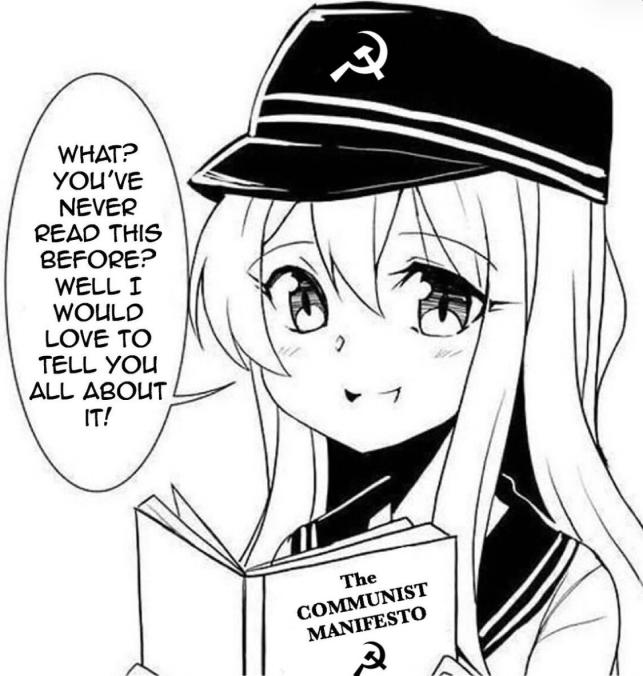 WHAT?
YOU'VE
NEVER
READ THIS
BEFORE?
WELL I
WOULD
LOVE TO
TELL YOU
ALL ABOUT
IT!
The
COMMUNIST
MANIFESTO